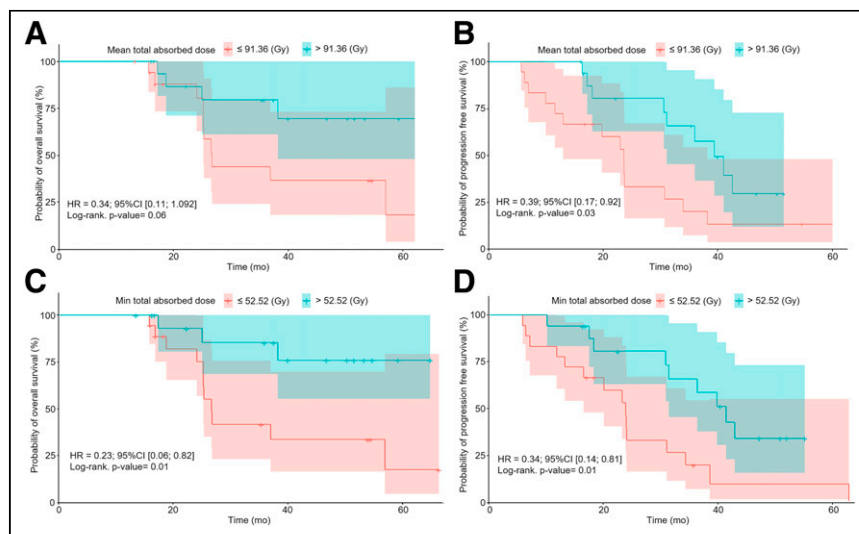 A
Mean total absorbed dose ≤ 91.36 (Gy) > 91.36 (Gy)
Probability of overall survival (%)
100
75
50
25
0
HR = 0.34; 95%CI [0.11; 1.092]
Log-rank. p-value= 0.06
0 20 40 60
Time (mo)
B
Mean total absorbed dose ≤ 91.36 (Gy) > 91.36 (Gy)
Probability of progression free survival (%)
100
75
50
25
0
HR = 0.39; 95%CI [0.17; 0.92]
Log-rank. p-value= 0.03
0 20 40 60
Time (mo)
C
Min total absorbed dose ≤ 52.52 (Gy) > 52.52 (Gy)
Probability of overall survival (%)
100
75
50
25
0
HR = 0.23; 95%CI [0.06; 0.82]
Log-rank. p-value= 0.01
0 20 40 60
Time (mo)
D
Min total absorbed dose ≤ 52.52 (Gy) > 52.52 (Gy)
Probability of progression free survival (%)
100
75
50
25
0
HR = 0.34; 95%CI [0.14; 0.81]
Log-rank. p-value= 0.01
0 20 40 60
Time (mo)